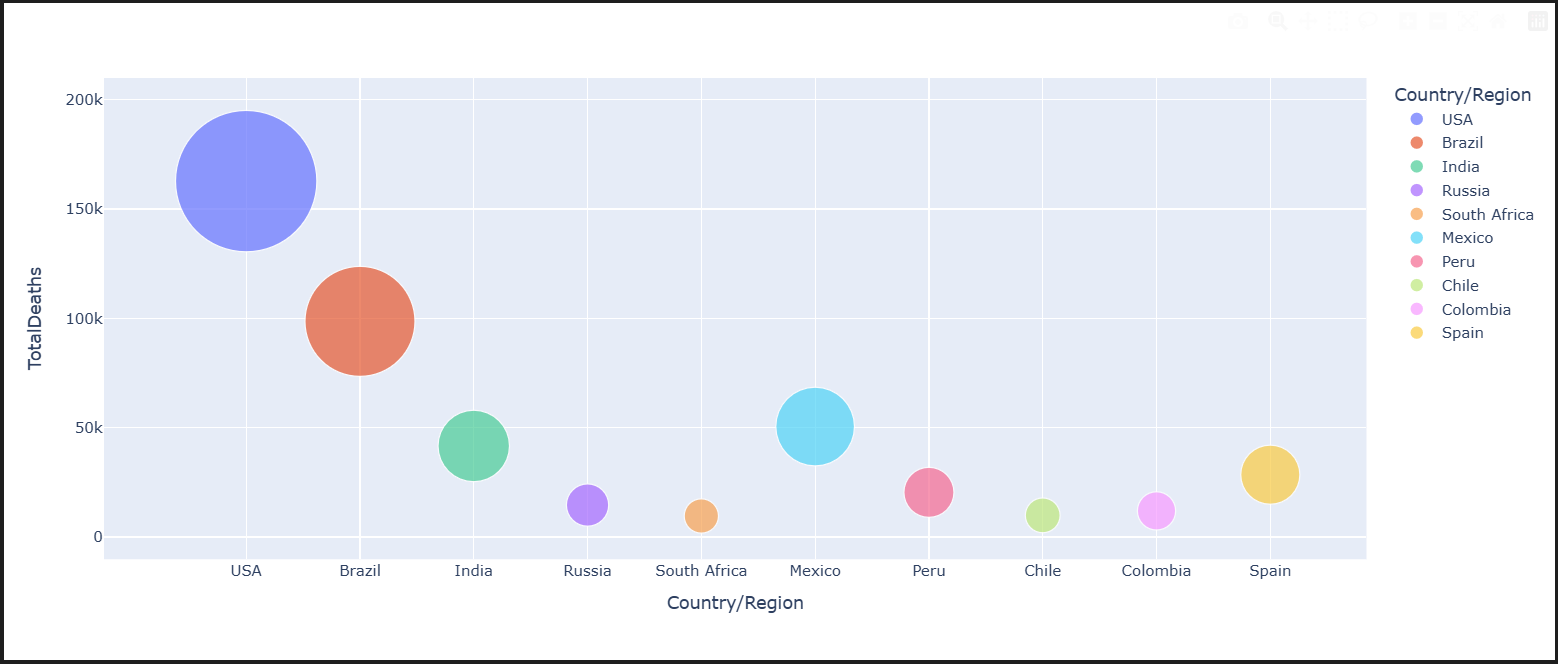 200k
150k
100k
50k
0
TotalDeaths
USA Brazil India Russia South Africa Mexico Peru Chile Colombia Spain
Country/Region
Country/Region
USA
Brazil
India
Russia
South Africa
Mexico
Peru
Chile
Colombia
Spain